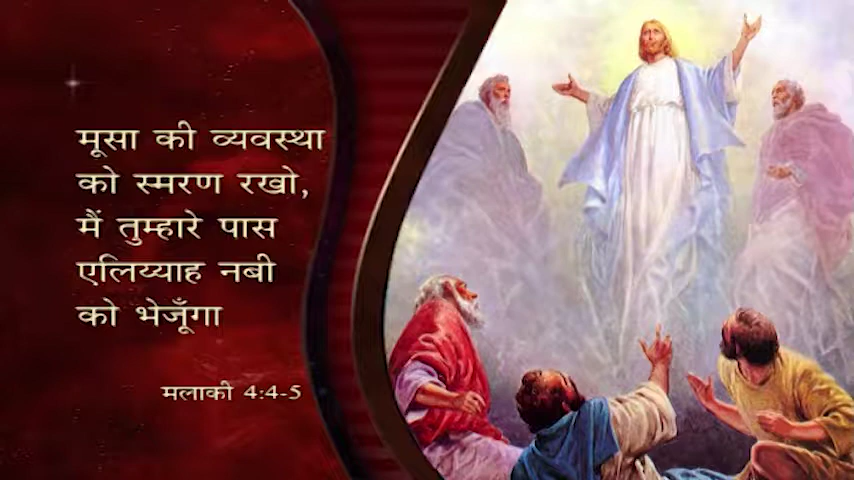 मूसा की व्यवस्था
को स्मरण रखो,
मैं तुम्हारे पास
एलिय्याह नबी
को भेजूँगा
मलाकी 4:4-5